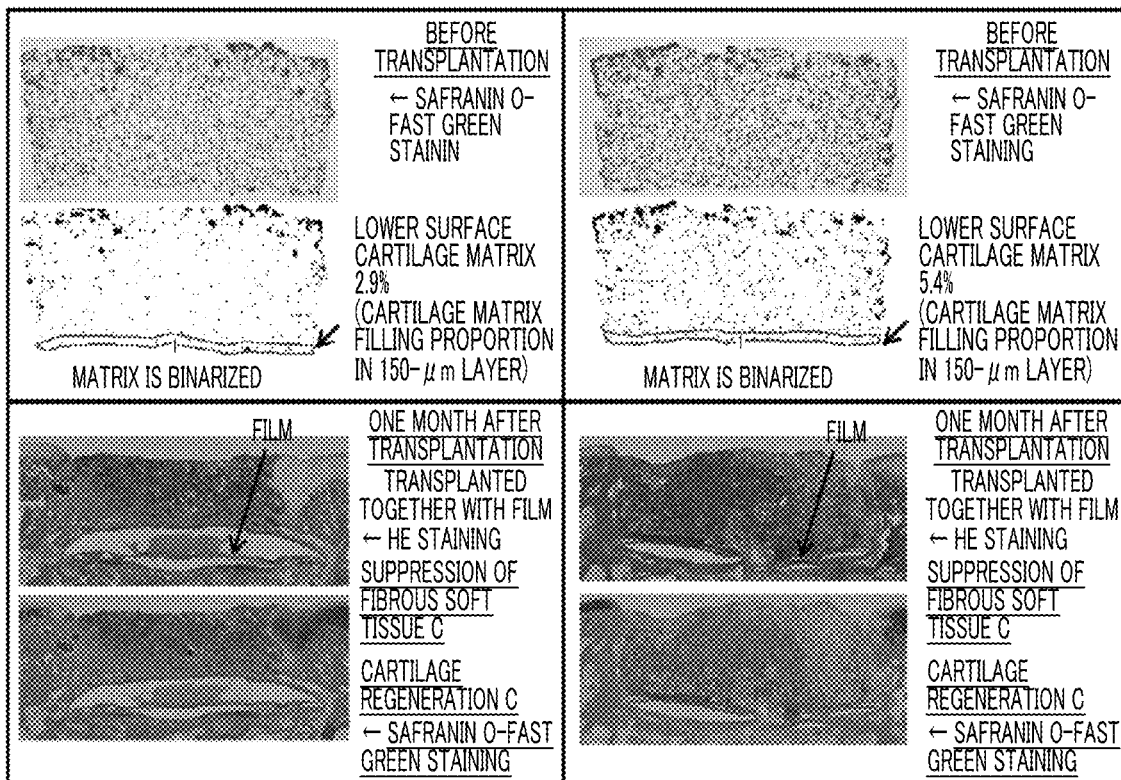 BEFORE
TRANSPLANTATION
← SAFRANIN O-
FAST GREEN
STAININ
LOWER SURFACE
CARTILAGE MATRIX
2.9%
(CARTILAGE MATRIX
FILLING PROPORTION
IN 150-μm LAYER)
MATRIX IS BINARIZED
BEFORE
TRANSPLANTATION
← SAFRANIN O-
FAST GREEN
STAINING
LOWER SURFACE
CARTILAGE MATRIX
5.4%
(CARTILAGE MATRIX
FILLING PROPORTION
IN 150-μm LAYER)
MATRIX IS BINARIZED
FILM
ONE MONTH AFTER
TRANSPLANTATION
TRANSPLANTED
TOGETHER WITH FILM
← HE STAINING
SUPPRESSION OF
FIBROUS SOFT
TISSUE C
CARTILAGE
REGENERATION C
← SAFRANIN O-FAST
GREEN STAINING
FILM
ONE MONTH AFTER
TRANSPLANTATION
TRANSPLANTED
TOGETHER WITH FILM
← HE STAINING
SUPPRESSION OF
FIBROUS SOFT
TISSUE C
CARTILAGE
REGENERATION C
← SAFRANIN O-FAST
GREEN STAINING